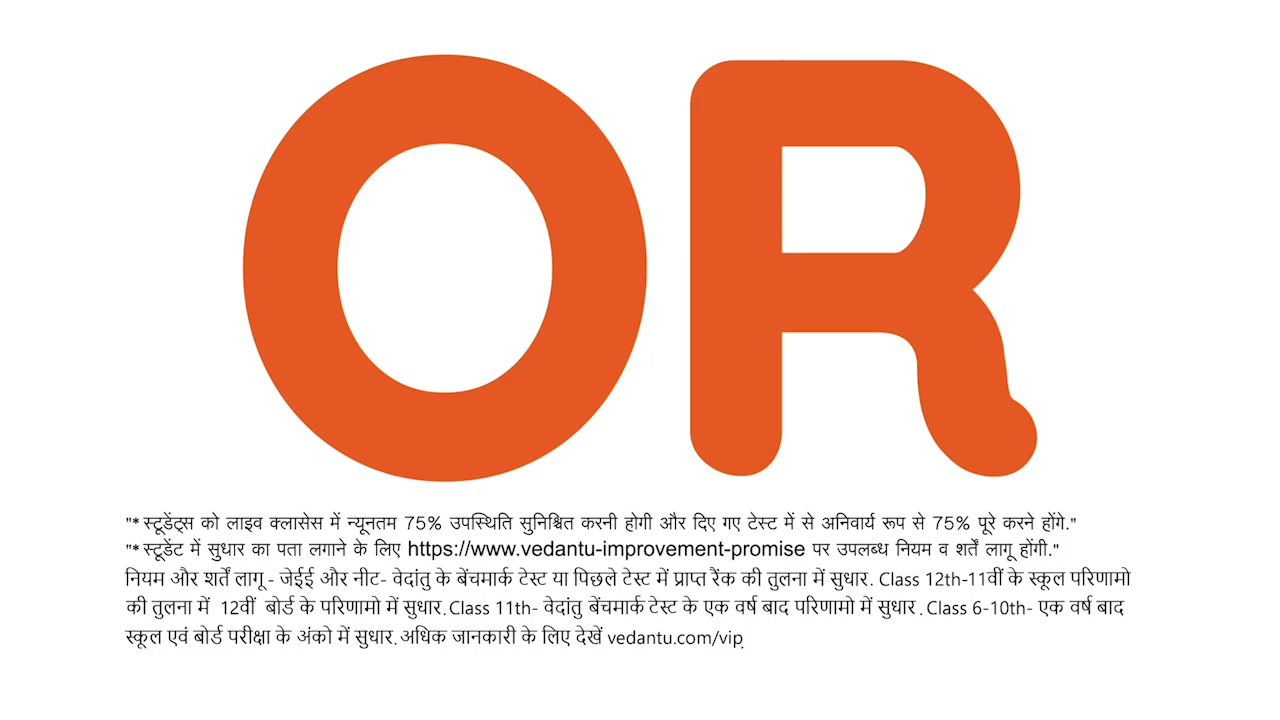 OR
"* स्टूडेंट्स को लाइव क्लासेस में न्यूनतम 75% उपस्थिति सुनिश्चित करनी होगी और दिए गए टेस्ट में से अनिवार्य रूप से 75% पूरे करने होंगे."
"* स्टूडेंट में सुधार का पता लगाने के लिए https://www.vedantu-improvement-promise पर उपलब्ध नियम व शर्तें लागू होंगी."
नियम और शर्तें लागू - जेईई और नीट- वेदांतु के बेंचमार्क टेस्ट या पिछले टेस्ट में प्राप्त रैंक की तुलना में सुधार. Class 12th-11वीं के स्कूल परिणामो
की तुलना में 12वीं बोर्ड के परिणामो में सुधार. Class 11th- वेदांतु बेंचमार्क टेस्ट के एक वर्ष बाद परिणामो में सुधार . Class 6-10th- एक वर्ष बाद
स्कूल एवं बोर्ड परीक्षा के अंको में सुधार. अधिक जानकारी के लिए देखें vedantu.com/vip.